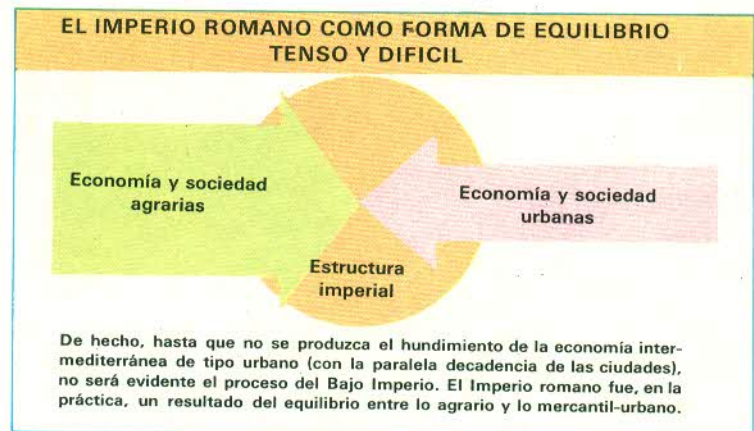 EL IMPERIO ROMANO COMO FORMA DE EQUILIBRIO
TENSO Y DIFICIL
Economía y sociedad
agrarias
Economía y sociedad
urbanas
Estructura
imperial
De hecho, hasta que no se produzca el hundimiento de la economía inter-
mediterránea de tipo urbano (con la paralela decadencia de las ciudades),
no será evidente el proceso del Bajo Imperio. El Imperio romano fue, en la
práctica, un resultado del equilibrio entre lo agrario y lo mercantil-urbano.